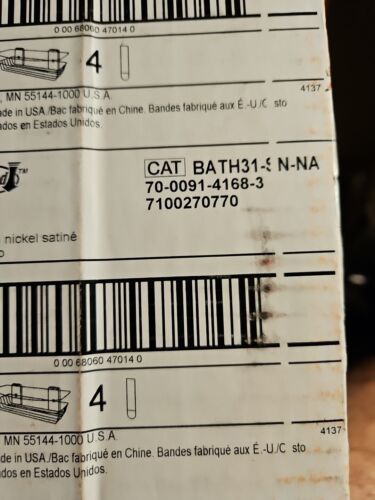 0 00 68060 47014 0
4
4137
, MN 55144-1000 U.S.A.
de in USA./Bac fabriqué en Chine. Bandes fabriqué aux É.-U./C sto
dos en Estados Unidos.
CAT BATH31-S N-NA
70-0091-4168-3
7100270770
nickel satiné
0 00 68060 47014 0
4
4137
MN 55144-1000 U.S.A.
de in USA./Bac fabriqué en Chine. Bandes fabriqué aux É.-U./C sto
dos en Estados Unidos.